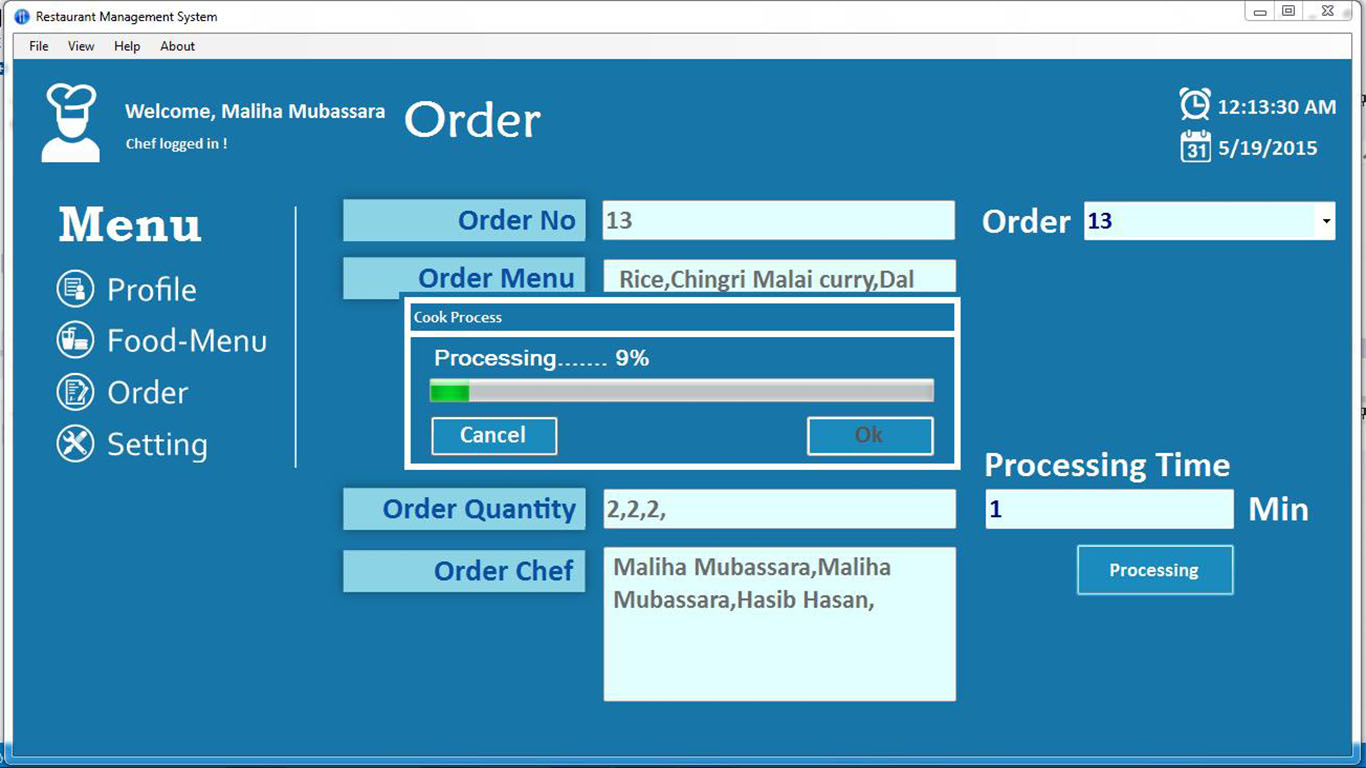 Restaurant Management System
File View Help About
Welcome, Maliha Mubassara
Chef logged in !
Order
12:13:30 AM
31 5/19/2015
Menu
Profile
Food-Menu
Order
Setting
Order No 13
Order 13
Order Menu Rice,Chingri Malai curry,Dal
Cook Process
Processing....... 9%
Cancel Ok
Processing Time
Order Quantity 2,2,2,
1 Min
Order Chef Maliha Mubassara,Maliha
Mubassara,Hasib Hasan,
Processing